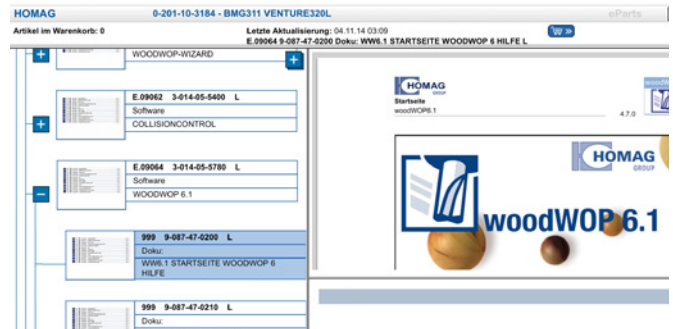 HOMAG
0-201-10-3184 - BMG311 VENTURE320L
eParts
Artikel im Warenkorb: 0
Letzte Aktualisierung: 04.11.14 03:09
E.09064 9-087-47-0200 Doku: WW6.1 STARTSEITE WOODWOP 6 HILFE L
WOODWOP-WIZARD
E.09062 3-014-05-5400 L
Software
COLLISIONCONTROL
E.09064 3-014-05-5780 L
Software
WOODWOP 6.1
999 9-087-47-0200 L
Doku:
WW6.1 STARTSEITE WOODWOP 6
HILFE
999 9-087-47-0210 L
Doku:
HOMAG
GROUP
Startseite
woodWOP6.1
4.7.0
HOMAG
GROUP
woodWOP 6.1